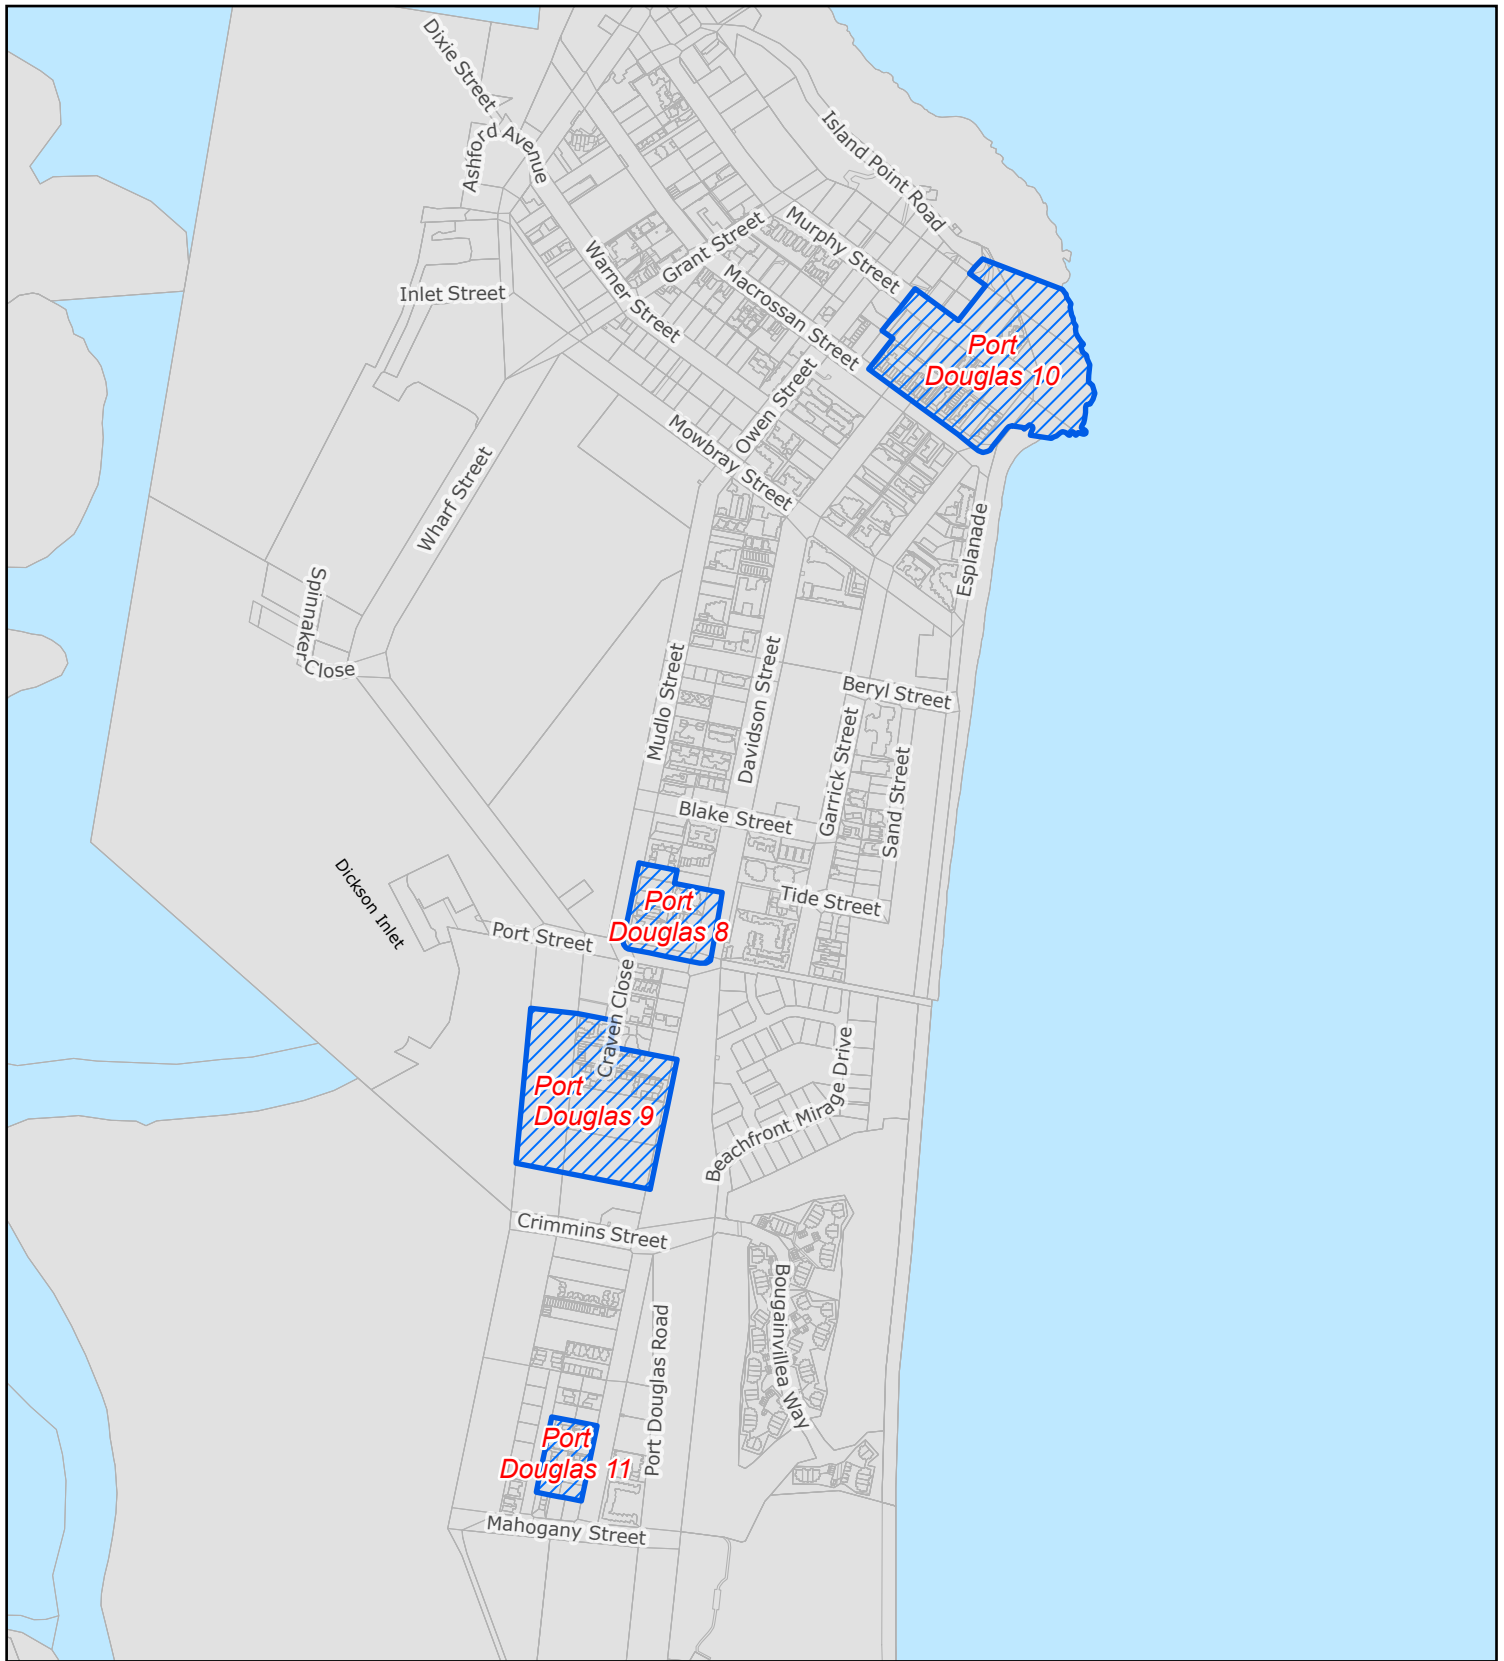 Dixie Street
Ashford Avenue
Island Point Road
Murphy Street
Grant Street
Warner Street
Macrossan Street
Inlet Street
Port
Douglas 10
Owen Street
Mowbray Street
Wharf Street
Esplanade
Spinnaker
Close
Mudlo Street
Davidson Street
Beryl Street
Garrick Street
Sand Street
Blake Street
Dickson Inlet
Port
Douglas 8
Tide Street
Port Street
Craven Close
Port
Douglas 9
Beachfront Mirage Drive
Crimmins Street
Bougainvillea Way
Port Douglas Road
Port
Douglas 11
Mahogany Street